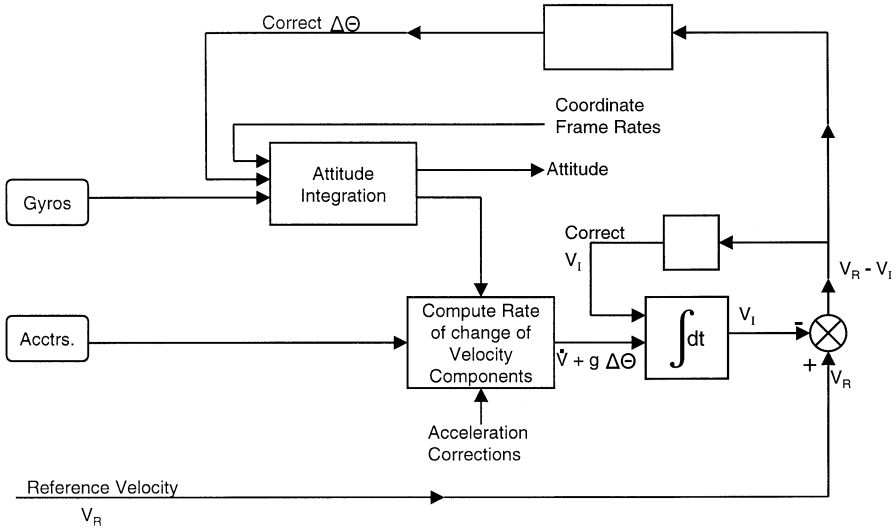 Correct ΔΘ
Coordinate
Frame Rates
Attitude
Integration
Attitude
Gyros
Correct
V_I
V_R - V_I
Acctrs.
Compute Rate
of change of
Velocity
Components
V̇ + g ΔΘ
∫dt
V_I
-
+
V_R
Acceleration
Corrections
Reference Velocity
V_R